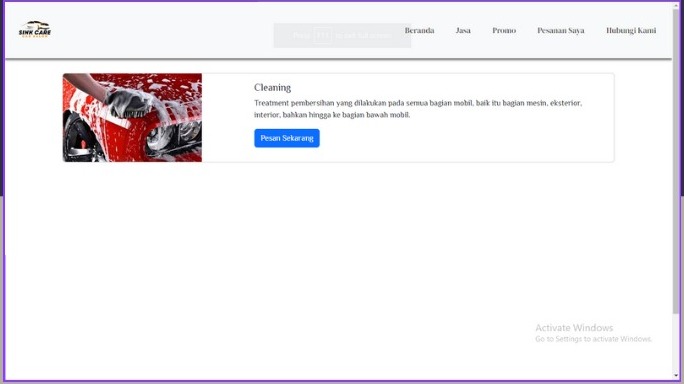 SINK CARE
Beranda
Jasa
Promo
Pesanan Saya
Hubungi Kami
Cleaning
Treatment pembersihan yang dilakukan pada semua bagian mobil, baik itu bagian mesin, eksterior,
interior, bahkan hingga ke bagian bawah mobil.
Pesan Sekarang
Activate Windows
Go to Settings to activate Windows.